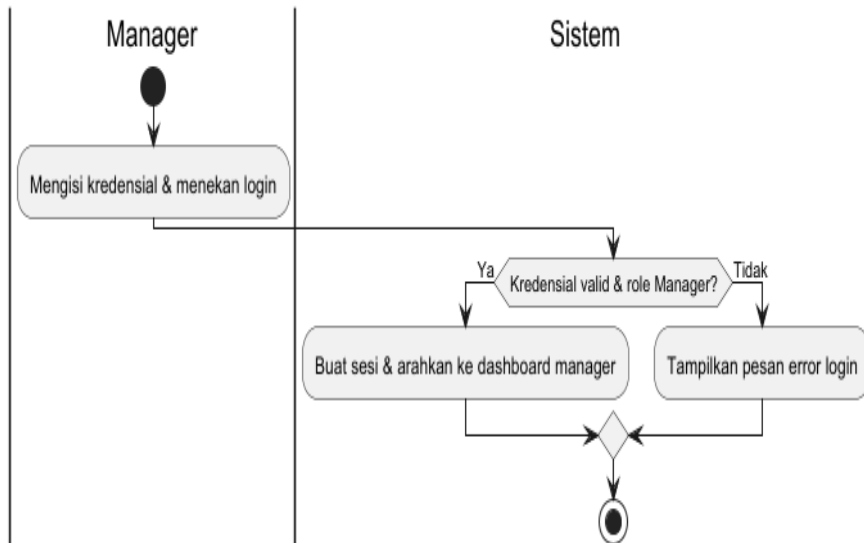 Manager
Sistem
Mengisi kredensial & menekan login
Ya
Kredensial valid & role Manager?
Tidak
Buat sesi & arahkan ke dashboard manager
Tampilkan pesan error login